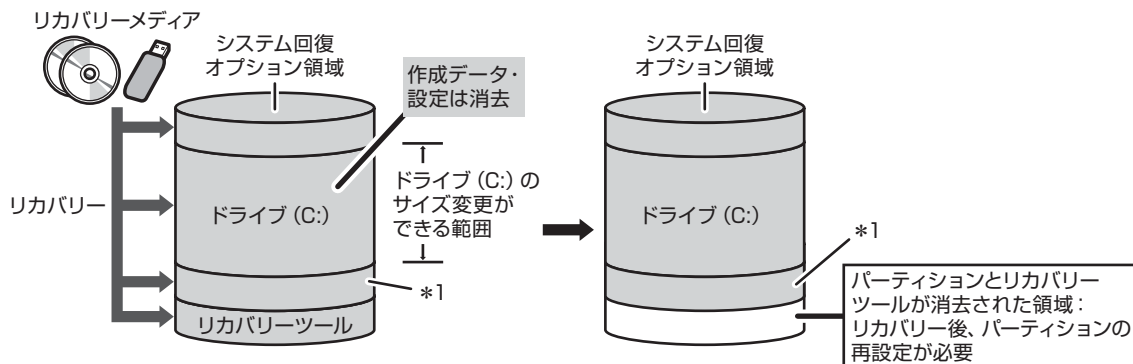 リカバリーメディア
システム回復
オプション領域
作成データ・
設定は消去
リカバリー
ドライブ (C:)
ドライブ (C:) の
サイズ変更が
できる範囲
*1
リカバリーツール
システム回復
オプション領域
ドライブ (C:)
*1
パーティションとリカバリー
ツールが消去された領域:
リカバリー後、パーティションの
再設定が必要